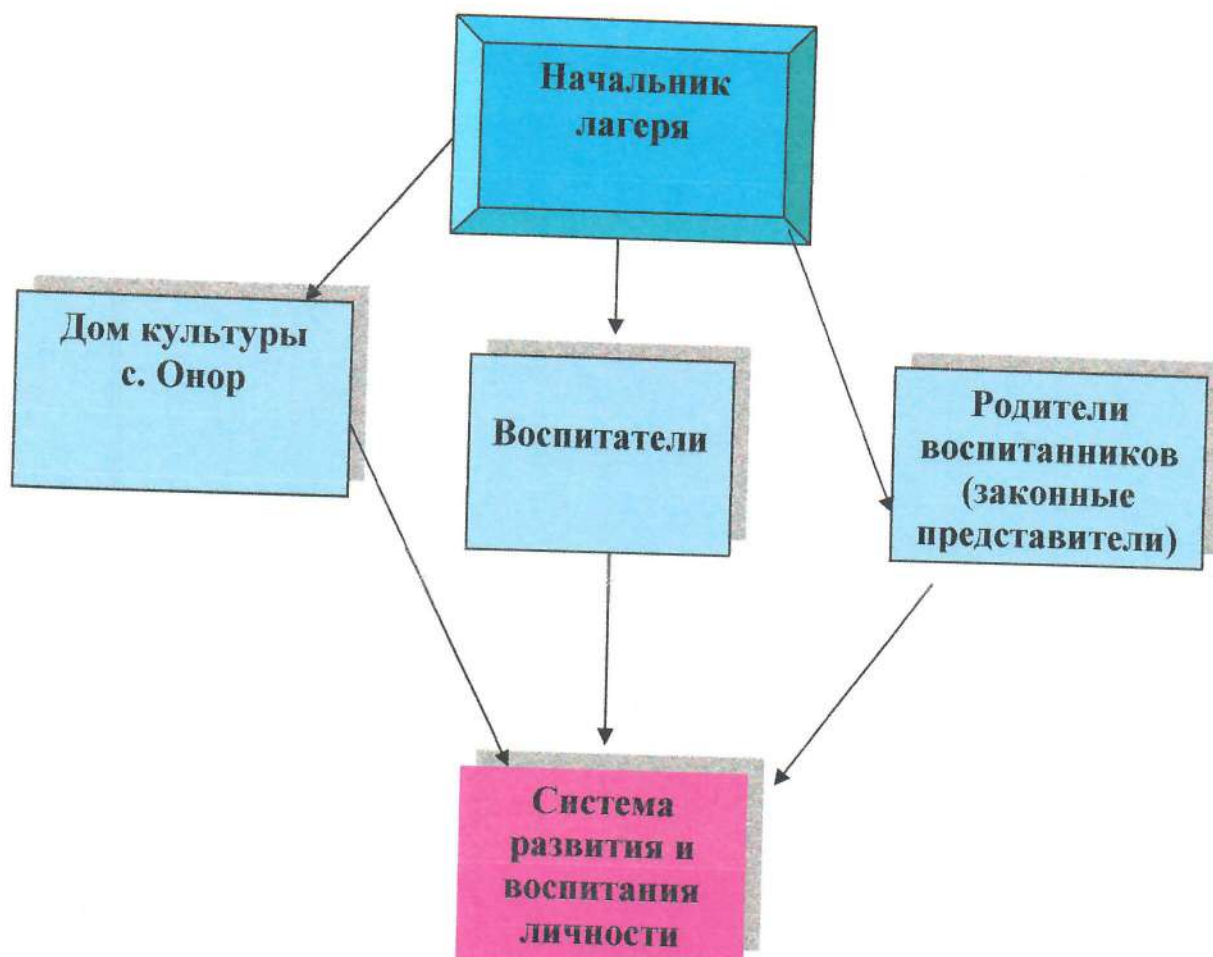 Начальник
лагеря
Дом культуры
с. Онор
Воспитатели
Родители
воспитанников
(законные
представители)
Система
развития и
воспитания
личности